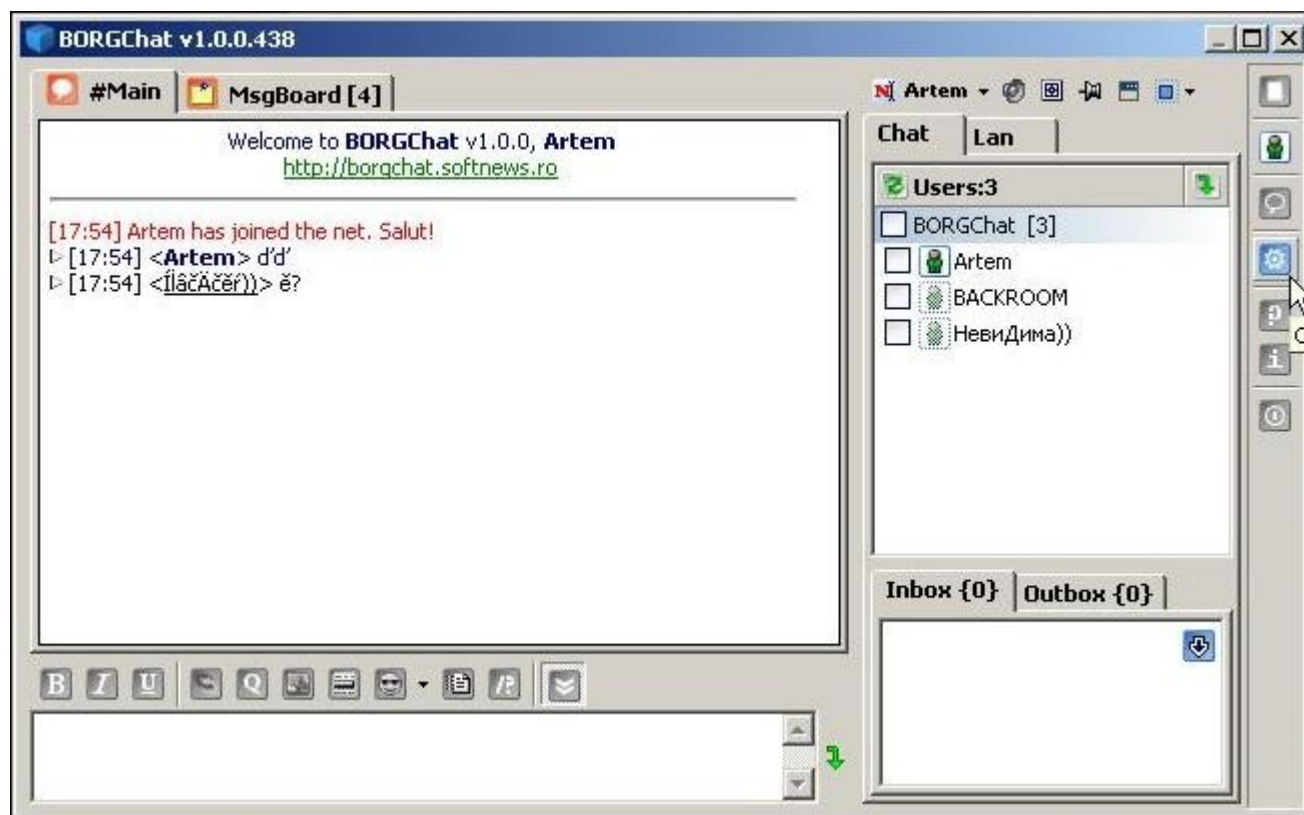 BORGChat v1.0.0.438
#Main
MsgBoard [4]
Welcome to BORGChat v1.0.0, Artem
http://borgchat.softnews.ro
[17:54] Artem has joined the net. Salut!
[17:54] <Artem> ďď
[17:54] <ÍĺâčÄčěŕ))> ě?
B I U Q /?
Artem
Chat
Lan
Users:3
BORGChat [3]
Artem
BACKROOM
НевиДима))
Inbox {0}
Outbox {0}